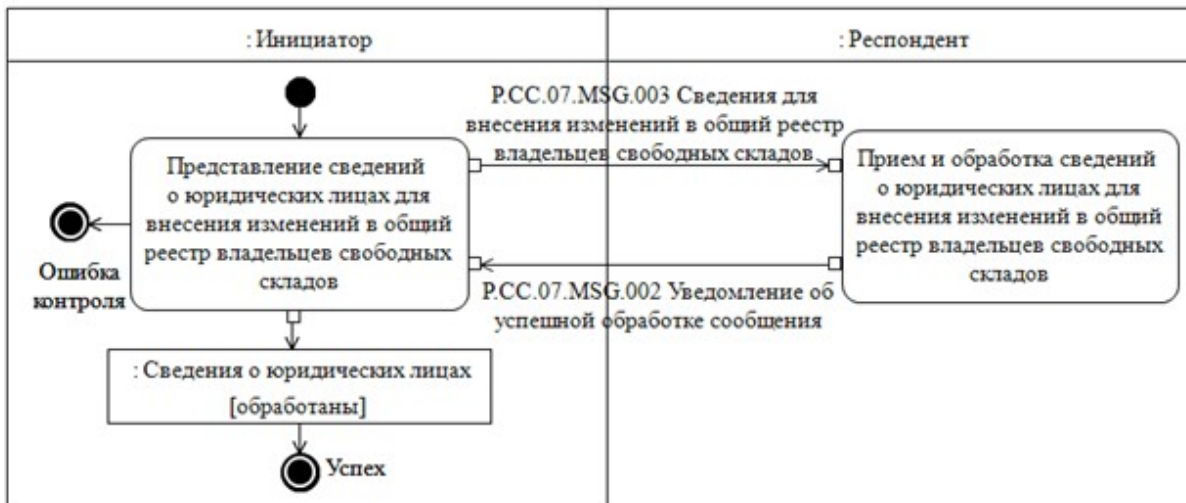 : Инициатор
: Респондент
P.CC.07.MSG.003 Сведения для
внесения изменений в общий реестр
владельцев свободных складов
Представление сведений
о юридических лицах для
внесения изменений в общий
реестр владельцев свободных
складов
Прием и обработка сведений
о юридических лицах для
внесения изменений в общий
реестр владельцев свободных
складов
Ошибка
контроля
P.CC.07.MSG.002 Уведомление об
успешной обработке сообщения
: Сведения о юридических лицах
[обработаны]
Успех